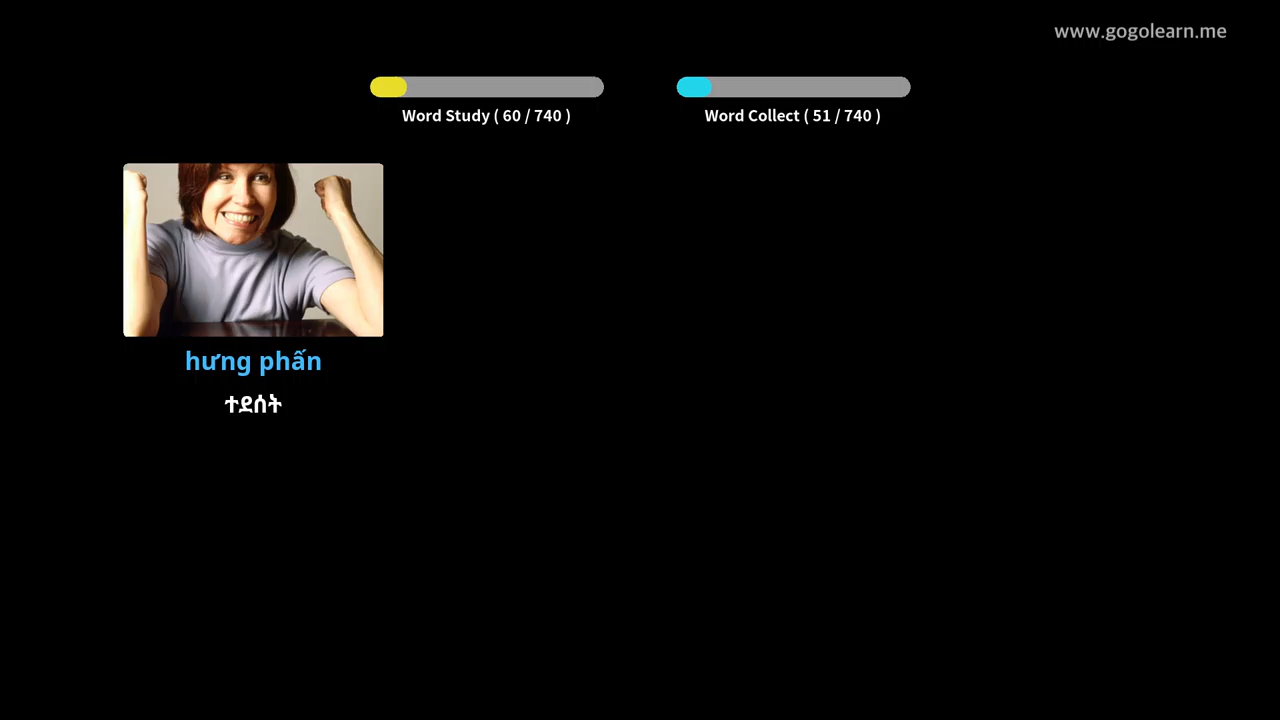 www.gogolearn.me
Word Study ( 60 / 740 )
Word Collect ( 51 / 740 )
hưng phấn
ተደሰት